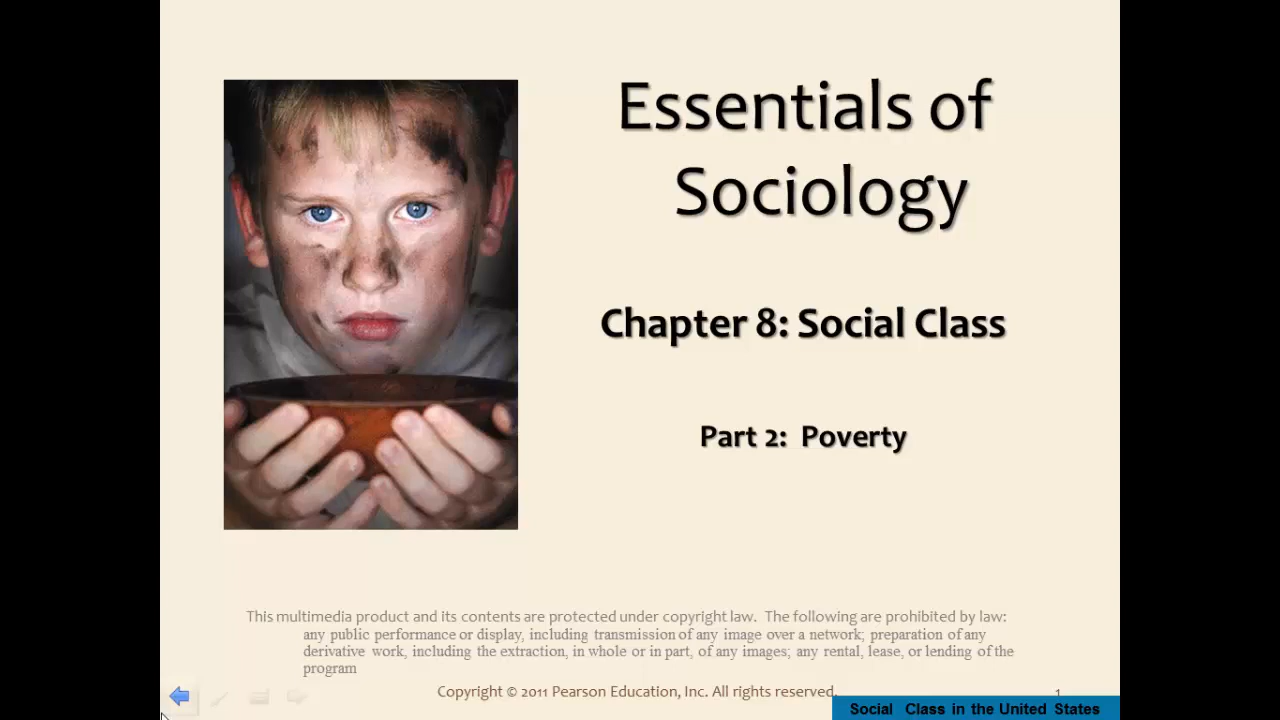 Essentials of
Sociology
Chapter 8: Social Class
Part 2:  Poverty
This multimedia product and its contents are protected under copyright law.  The following are prohibited by law:
any public performance or display, including transmission of any image over a network; preparation of any
derivative work, including the extraction, in whole or in part, of any images; any rental, lease, or lending of the
program
Copyright © 2011 Pearson Education, Inc. All rights reserved.
1
Social  Class in the United States